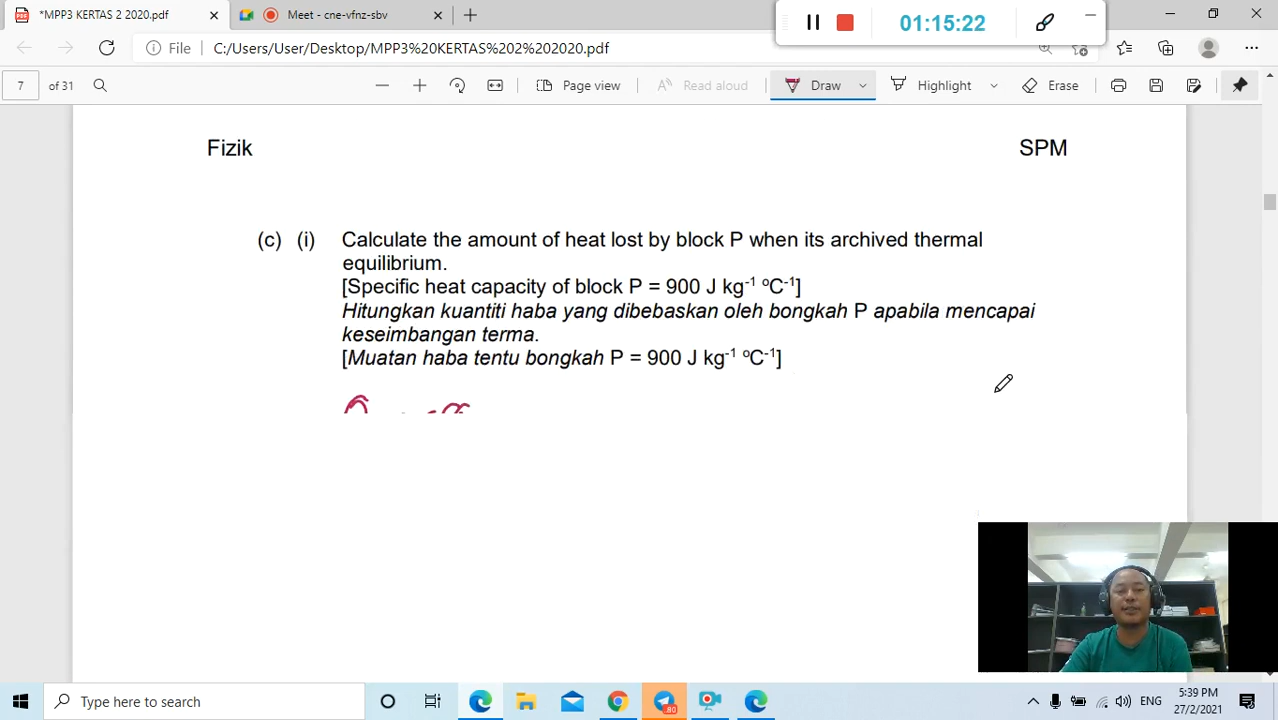 *MPP3 KERTAS 2 2020.pdf
Meet - cne-vfnz-sbv
01:15:22
File
C:/Users/User/Desktop/MPP3%20KERTAS%202%202020.pdf
7 of 31
Page view
Read aloud
Draw
Highlight
Erase
Fizik
SPM
(c) (i) Calculate the amount of heat lost by block P when its archived thermal
equilibrium.
[Specific heat capacity of block P = 900 J kg⁻¹ ºC⁻¹]
Hitungkan kuantiti haba yang dibebaskan oleh bongkah P apabila mencapai
keseimbangan terma.
[Muatan haba tentu bongkah P = 900 J kg⁻¹ ºC⁻¹]
Type here to search
80
ENG
5:39 PM
27/2/2021